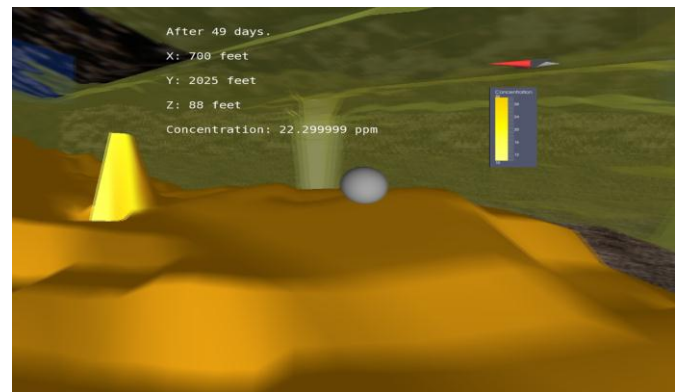 After 49 days.
X: 700 feet
Y: 2025 feet
Z: 88 feet
Concentration: 22.299999 ppm
Concentration